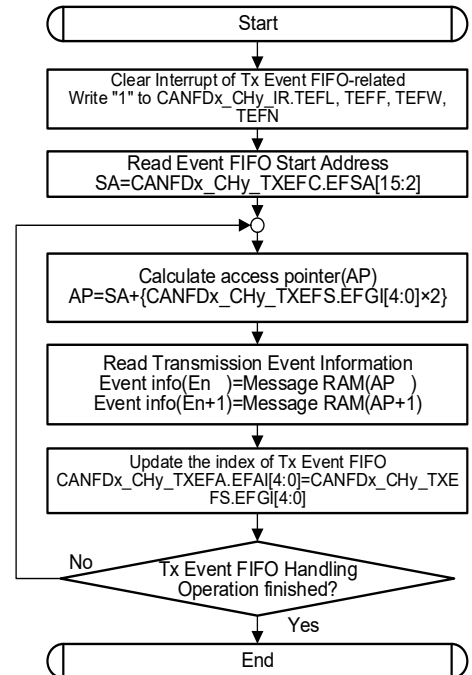 Start
Clear Interrupt of Tx Event FIFO-related
Write "1" to CANFDx_CHy_IR.TEFL, TEFF, TEFW,
TEFN
Read Event FIFO Start Address
SA=CANFDx_CHy_TXEFC.EFSA[15:2]
Calculate access pointer(AP)
AP=SA+{CANFDx_CHy_TXEFS.EFGI[4:0]×2}
Read Transmission Event Information
Event info(En )=Message RAM(AP )
Event info(En+1)=Message RAM(AP+1)
Update the index of Tx Event FIFO
CANFDx_CHy_TXEFA.EFAI[4:0]=CANFDx_CHy_TXE
FS.EFGI[4:0]
No
Tx Event FIFO Handling
Operation finished?
Yes
End